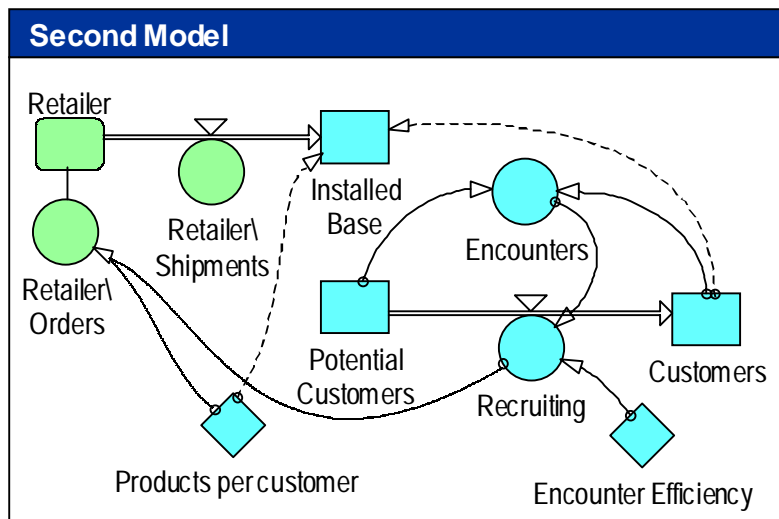 Second Model
Retailer
Installed
Base
Retailer\
Shipments
Encounters
Retailer\
Orders
Potential
Customers
Customers
Recruiting
Products per customer
Encounter Efficiency